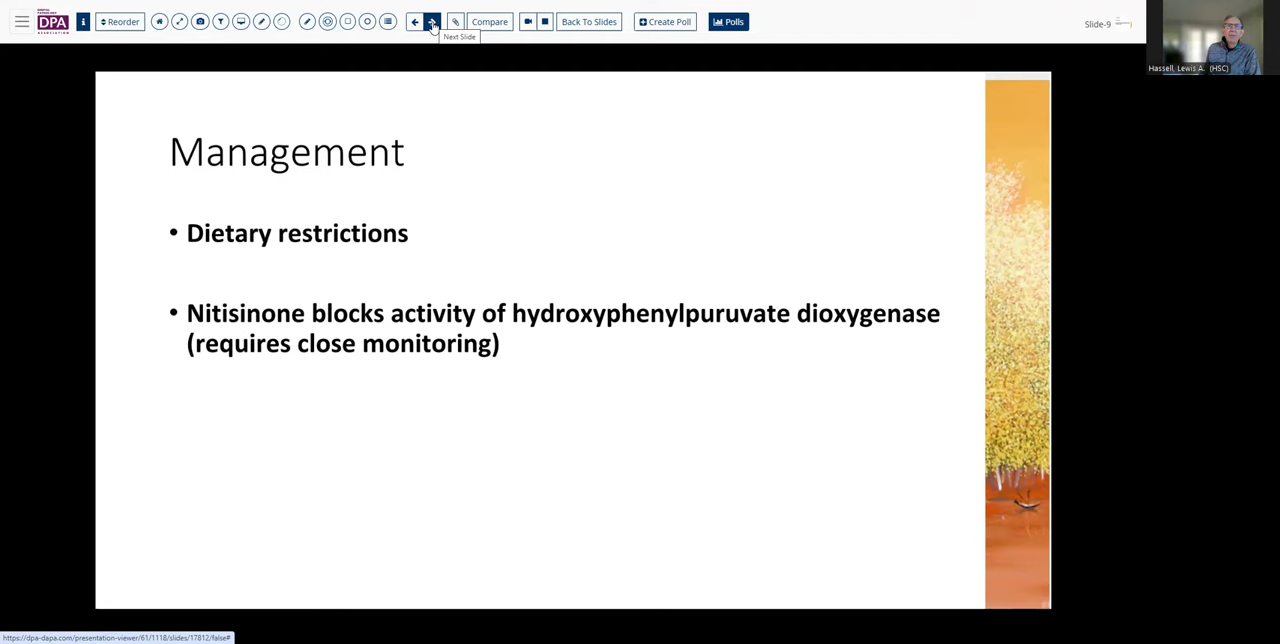 DPA
ASSOCIATION
Reorder
Compare
Back To Slides
Create Poll
Polls
Slide-9
Next Slide
Hassell, Lewis A. (HSC)
Management
• Dietary restrictions
• Nitisinone blocks activity of hydroxyphenylpuruvate dioxygenase
(requires close monitoring)
https://dpa-dapa.com/presentation-viewer/61/1118/slides/17812/false#